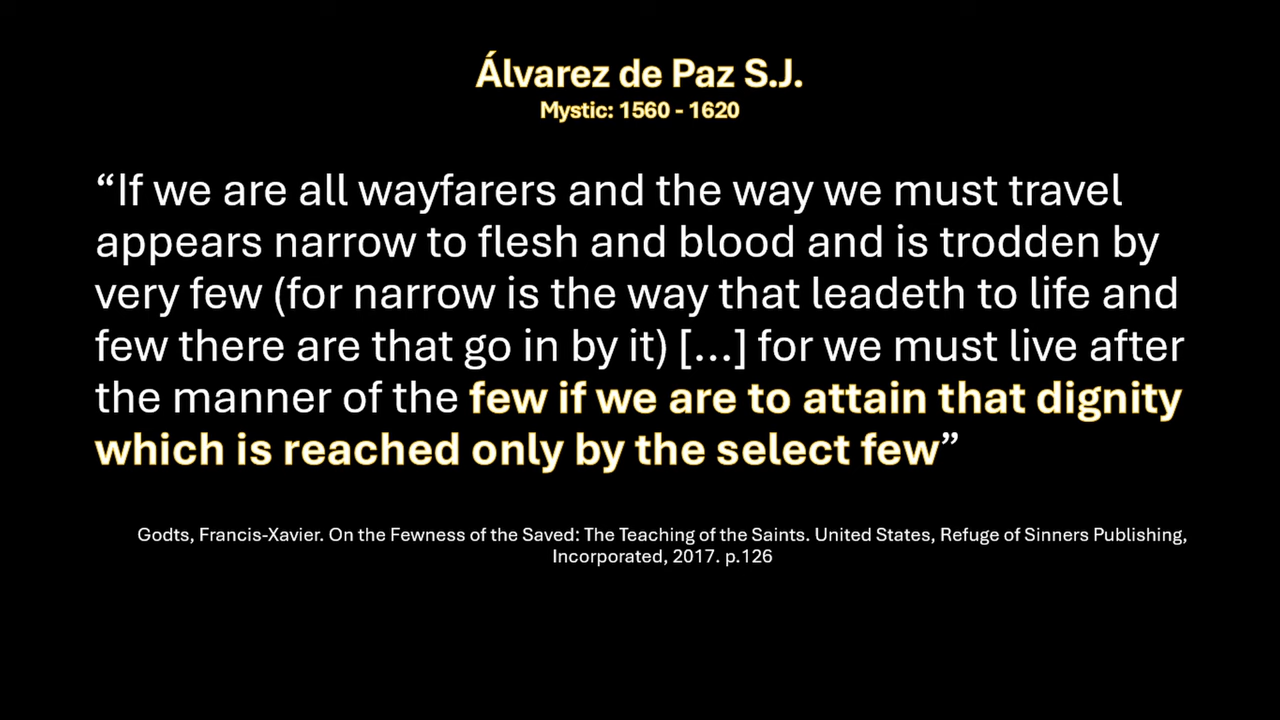 Álvarez de Paz S.J.
Mystic: 1560 - 1620
“If we are all wayfarers and the way we must travel
appears narrow to flesh and blood and is trodden by
very few (for narrow is the way that leadeth to life and
few there are that go in by it) [...] for we must live after
the manner of the few if we are to attain that dignity
which is reached only by the select few”
Godts, Francis-Xavier. On the Fewness of the Saved: The Teaching of the Saints. United States, Refuge of Sinners Publishing,
Incorporated, 2017. p.126